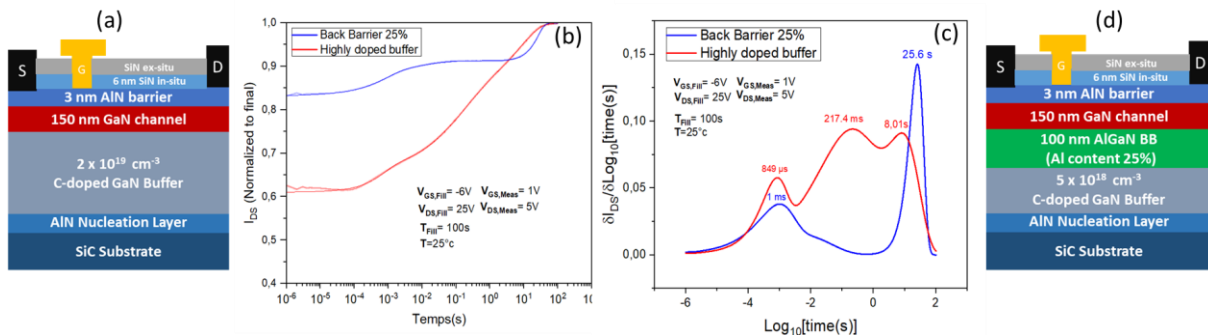 (a)
S
G
D
SiN ex-situ
6 nm SiN in-situ
3 nm AlN barrier
150 nm GaN channel
2 x 10¹⁹ cm⁻³
C-doped GaN Buffer
AlN Nucleation Layer
SiC Substrate
(b)
Back Barrier 25%
Highly doped buffer
V_GS,Fill= -6V V_GS,Meas= 1V
V_DS,Fill= 25V V_DS,Meas= 5V
T_Fill= 100s
T=25°c
I_DS (Normalized to final)
1,0
0,9
0,8
0,7
0,6
0,5
0,4
10⁻⁶ 10⁻⁵ 10⁻⁴ 10⁻³ 10⁻² 10⁻¹ 10⁰ 10¹ 10² 10³
Temps(s)
(c)
Back Barrier 25%
Highly doped buffer
V_GS,Fill= -6V V_GS,Meas= 1V
V_DS,Fill= 25V V_DS,Meas= 5V
T_Fill= 100s
T=25°c
25.6 s
217.4 ms
8,01s
849 µs
1 ms
δI_DS/δLog₁₀[time(s)]
0,15
0,10
0,05
0,00
-6 -4 -2 0 2
Log₁₀[time(s)]
(d)
S
G
D
SiN ex-situ
6 nm SiN in-situ
3 nm AlN barrier
150 nm GaN channel
100 nm AlGaN BB
(Al content 25%)
5 x 10¹⁸ cm⁻³
C-doped GaN Buffer
AlN Nucleation Layer
SiC Substrate